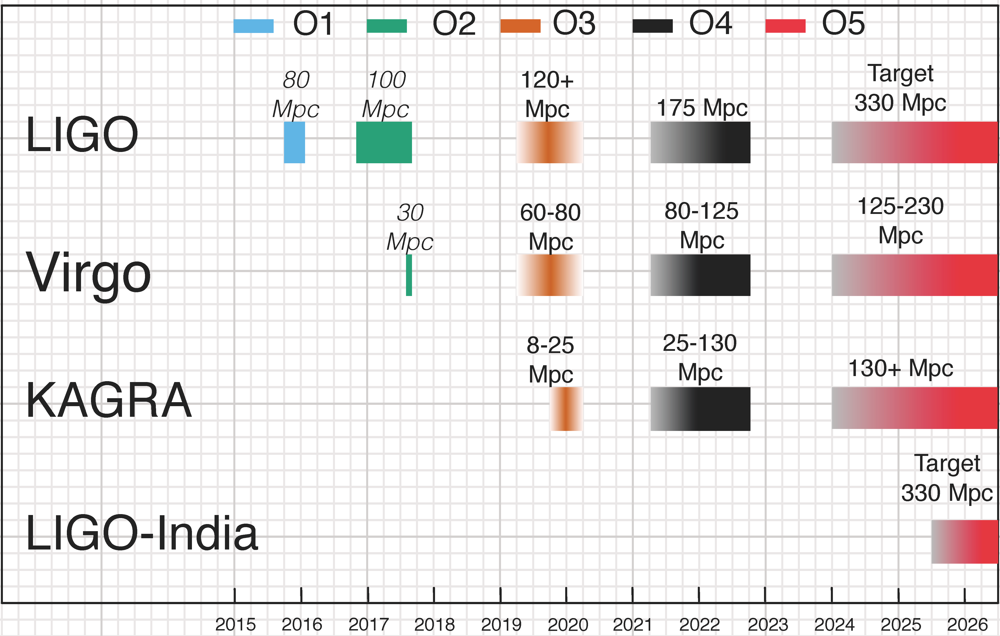 O1 O2 O3 O4 O5
80
Mpc
100
Mpc
120+
Mpc
175 Mpc
Target
330 Mpc
LIGO
30
Mpc
60-80
Mpc
80-125
Mpc
125-230
Mpc
Virgo
8-25
Mpc
25-130
Mpc
130+ Mpc
KAGRA
Target
330 Mpc
LIGO-India
2015 2016 2017 2018 2019 2020 2021 2022 2023 2024 2025 2026